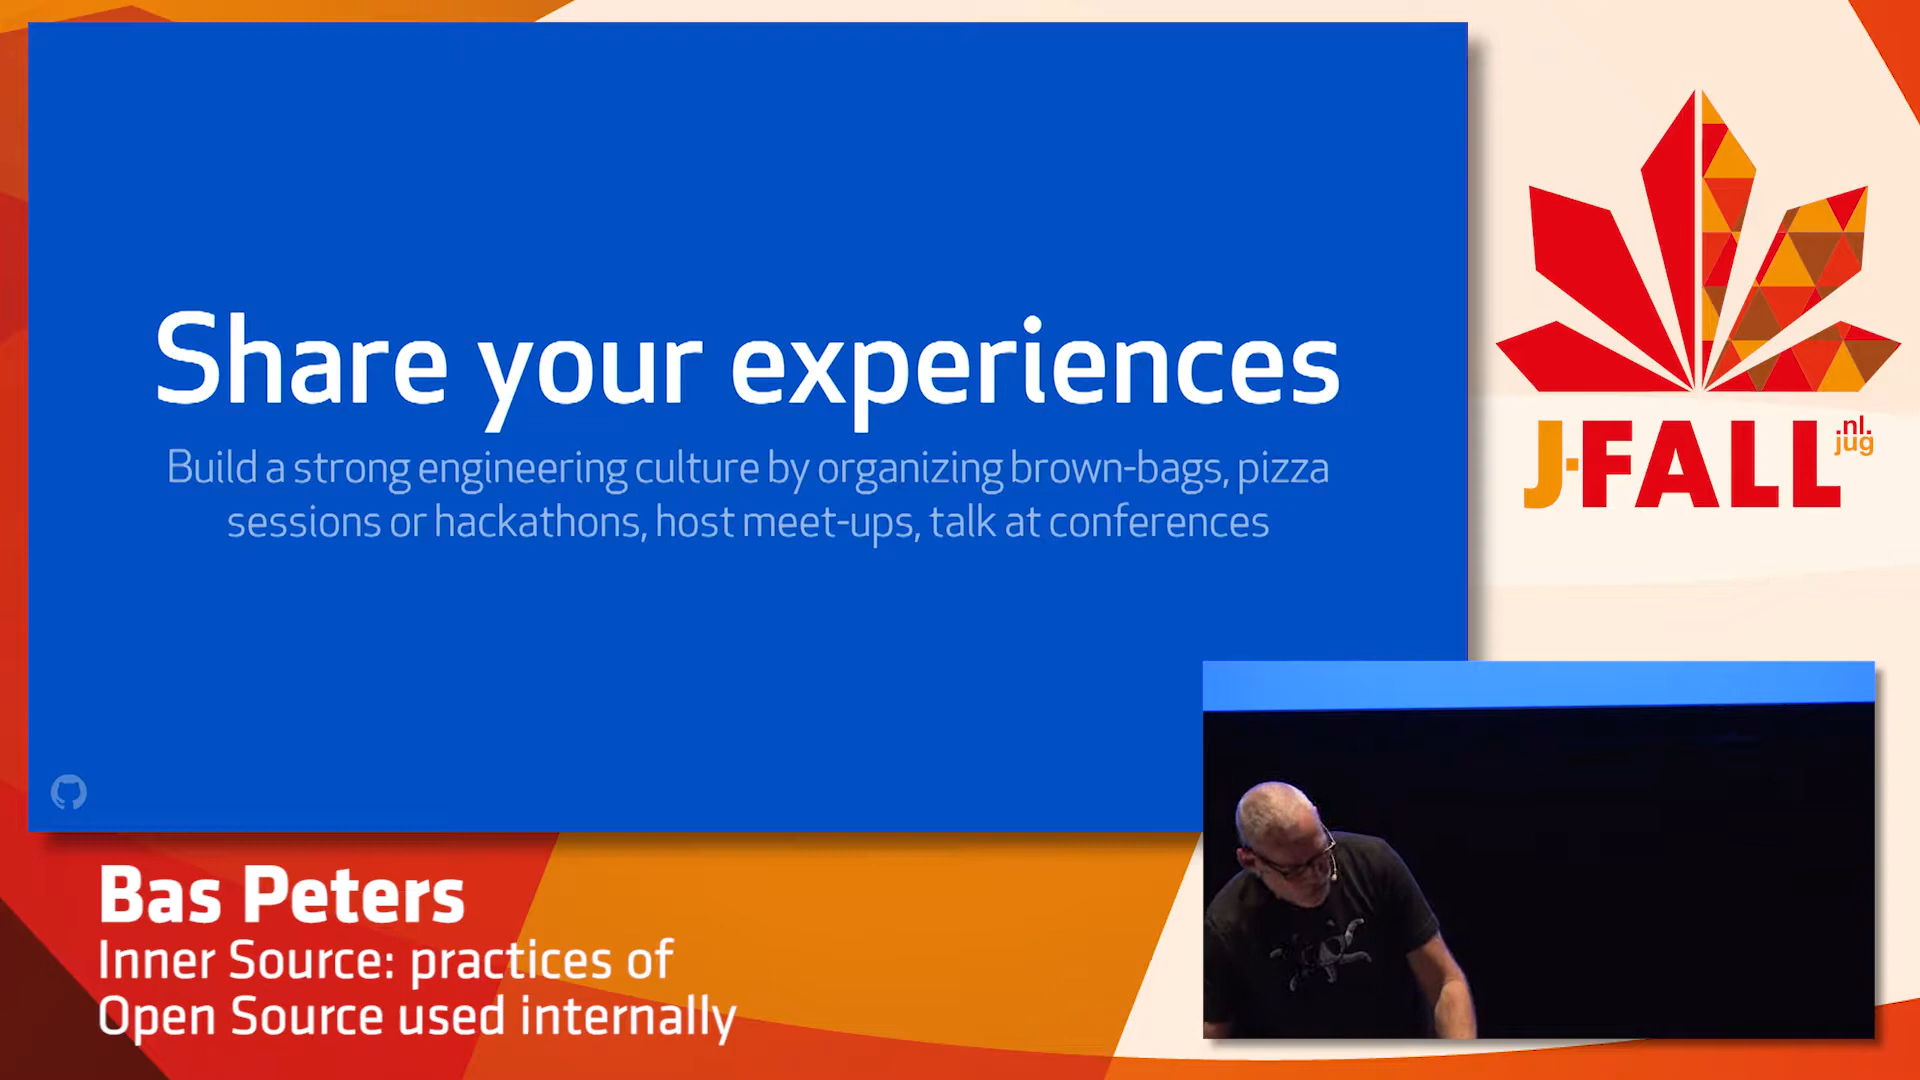 Share your experiences
Build a strong engineering culture by organizing brown-bags, pizza
sessions or hackathons, host meet-ups, talk at conferences
J-FALL
.nl.
jug
Bas Peters
Inner Source: practices of
Open Source used internally